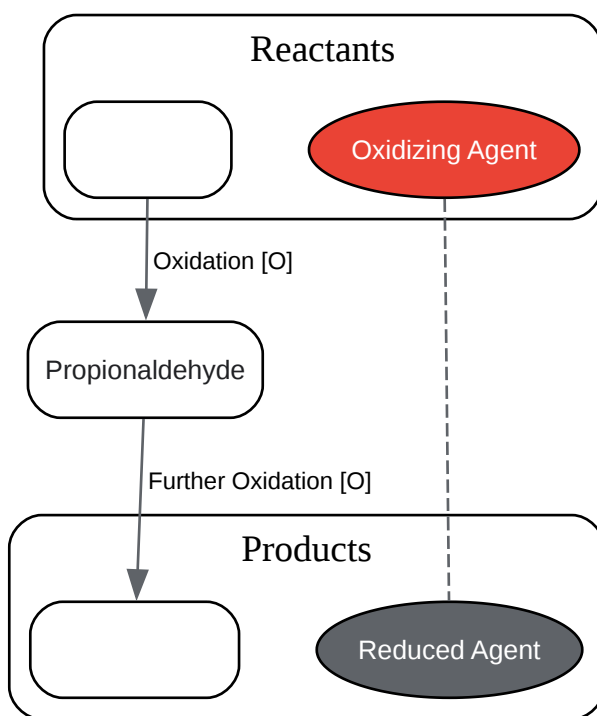 Reactants
Oxidizing Agent
Oxidation [O]
Propionaldehyde
Further Oxidation [O]
Products
Reduced Agent